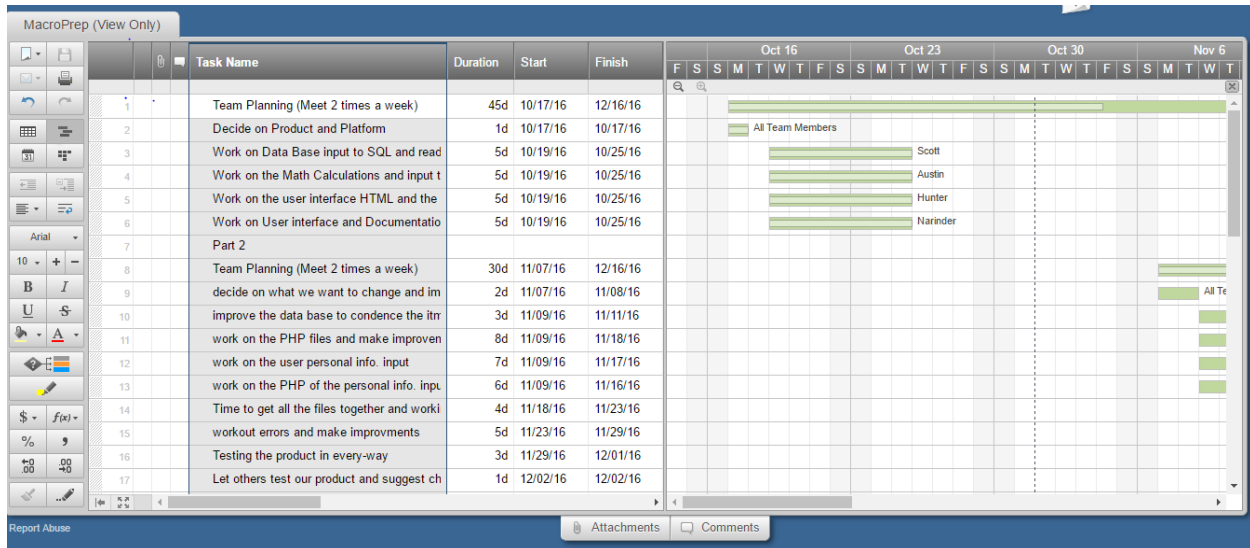 MacroPrep (View Only)
Task Name Duration Start Finish
Oct 16 Oct 23 Oct 30 Nov 6
F S S M T W T F S S M T W T F S S M T W T F S S M T W T
1 Team Planning (Meet 2 times a week) 45d 10/17/16 12/16/16
2 Decide on Product and Platform 1d 10/17/16 10/17/16 All Team Members
3 Work on Data Base input to SQL and read 5d 10/19/16 10/25/16 Scott
4 Work on the Math Calculations and input t 5d 10/19/16 10/25/16 Austin
5 Work on the user interface HTML and the 5d 10/19/16 10/25/16 Hunter
6 Work on User interface and Documentatio 5d 10/19/16 10/25/16 Narinder
7 Part 2
8 Team Planning (Meet 2 times a week) 30d 11/07/16 12/16/16
9 decide on what we want to change and im 2d 11/07/16 11/08/16 All Te
10 improve the data base to condence the itm 3d 11/09/16 11/11/16
11 work on the PHP files and make improven 8d 11/09/16 11/18/16
12 work on the user personal info. input 7d 11/09/16 11/17/16
13 work on the PHP of the personal info. inpu 6d 11/09/16 11/16/16
14 Time to get all the files together and worki 4d 11/18/16 11/23/16
15 workout errors and make improvments 5d 11/23/16 11/29/16
16 Testing the product in every-way 3d 11/29/16 12/01/16
17 Let others test our product and suggest ch 1d 12/02/16 12/02/16
31
Arial
10 + −
B I
U S
A
$ f(x)
% ,
.00 .00
Report Abuse
Attachments Comments